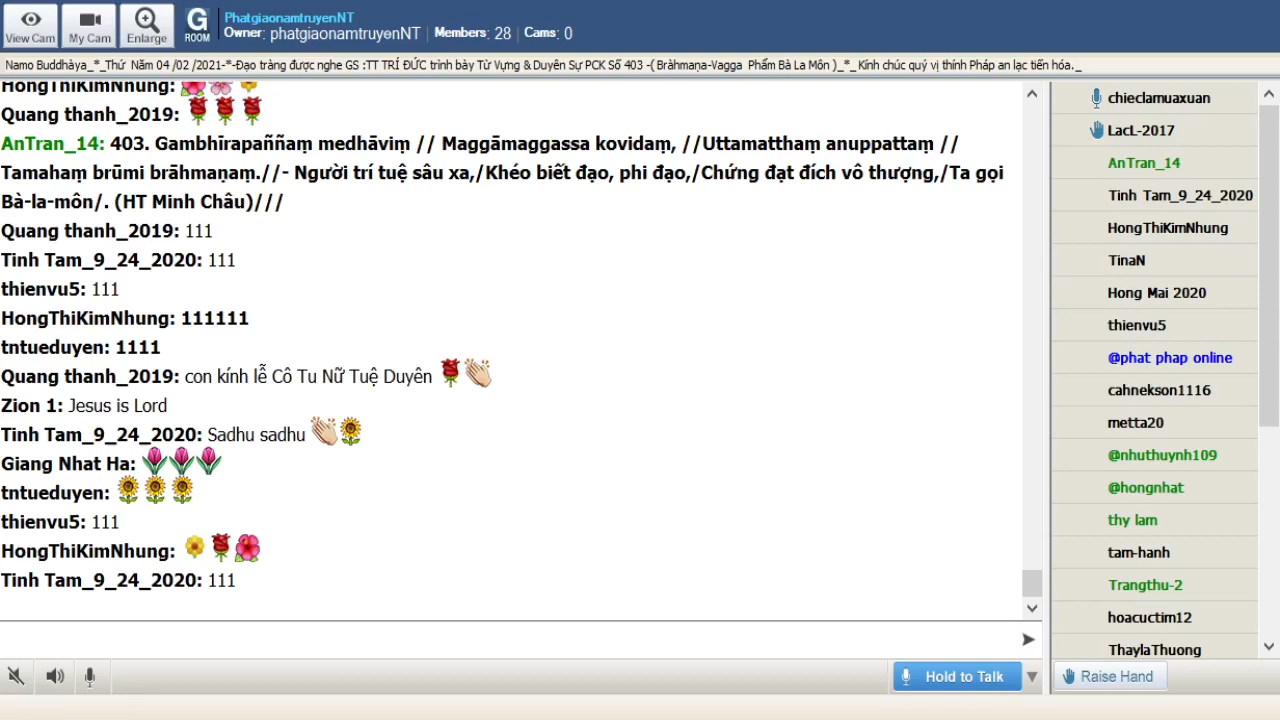 View Cam
My Cam
Enlarge
G
ROOM
PhatgiaonamtruyenNT
Owner: phatgiaonamtruyenNT | Members: 28 | Cams: 0
Namo Buddhàya_*_Thứ Năm 04 /02 /2021-*-Đạo tràng được nghe GS :TT TRÍ ĐỨC trình bày Từ Vựng & Duyên Sự PCK Số 403 -( Bràhmaṇa-Vagga Phẩm Bà La Môn )_*_ Kính chúc quý vị thính Pháp an lạc tiến hóa._
HongThiKimNhung:
Quang thanh_2019:
AnTran_14: 403. Gambhīrapaññaṃ medhāviṃ // Maggāmaggassa kovidaṃ, //Uttamatthaṃ anuppattaṃ //
Tamahaṃ brūmi brāhmaṇaṃ.//- Người trí tuệ sâu xa,/Khéo biết đạo, phi đạo,/Chứng đạt đích vô thượng,/Ta gọi
Bà-la-môn/. (HT Minh Châu)///
Quang thanh_2019: 111
Tinh Tam_9_24_2020: 111
thienvu5: 111
HongThiKimNhung: 111111
tntueduyen: 1111
Quang thanh_2019: con kính lễ Cô Tu Nữ Tuệ Duyên
Zion 1: Jesus is Lord
Tinh Tam_9_24_2020: Sadhu sadhu
Giang Nhat Ha:
tntueduyen:
thienvu5: 111
HongThiKimNhung:
Tinh Tam_9_24_2020: 111
Hold to Talk
chieclamuaxuan
LacL-2017
AnTran_14
Tinh Tam_9_24_2020
HongThiKimNhung
TinaN
Hong Mai 2020
thienvu5
@phat phap online
cahnekson1116
metta20
@nhuthuynh109
@hongnhat
thy lam
tam-hanh
Trangthu-2
hoacuctim12
ThaylaThuong
Raise Hand